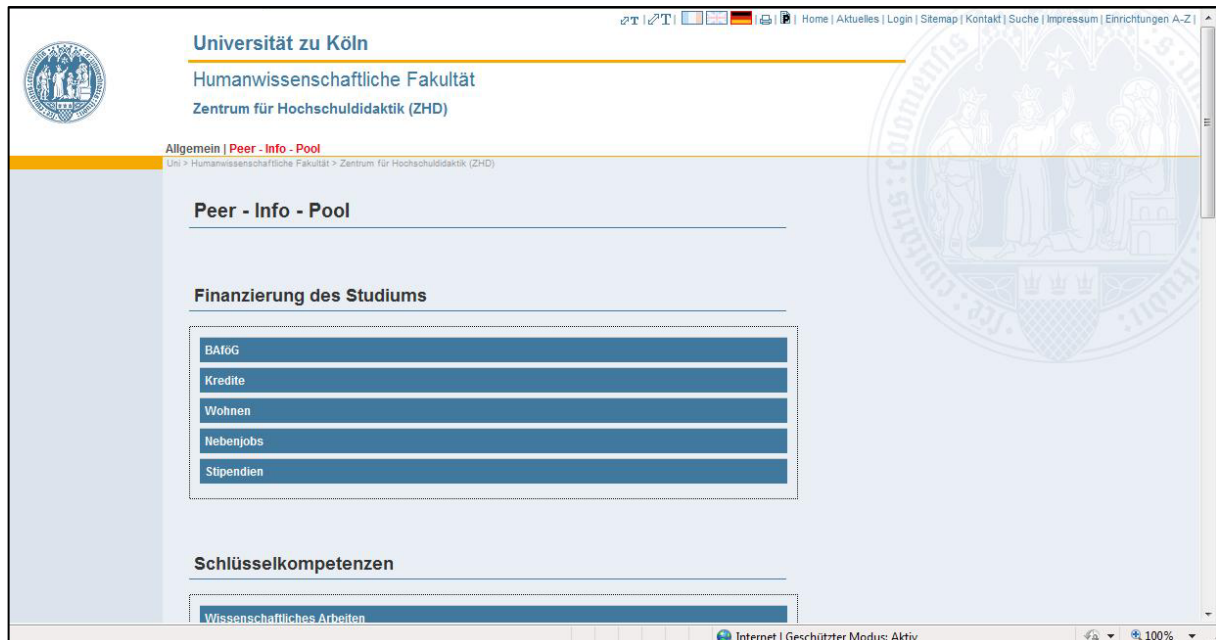 Home | Aktuelles | Login | Sitemap | Kontakt | Suche | Impressum | Einrichtungen A-Z |
Universität zu Köln
Humanwissenschaftliche Fakultät
Zentrum für Hochschuldidaktik (ZHD)
Allgemein | Peer - Info - Pool
Uni > Humanwissenschaftliche Fakultät > Zentrum für Hochschuldidaktik (ZHD)
Peer - Info - Pool
Finanzierung des Studiums
BAföG
Kredite
Wohnen
Nebenjobs
Stipendien
Schlüsselkompetenzen
Wissenschaftliches Arbeiten
Internet | Geschützter Modus: Aktiv
100%